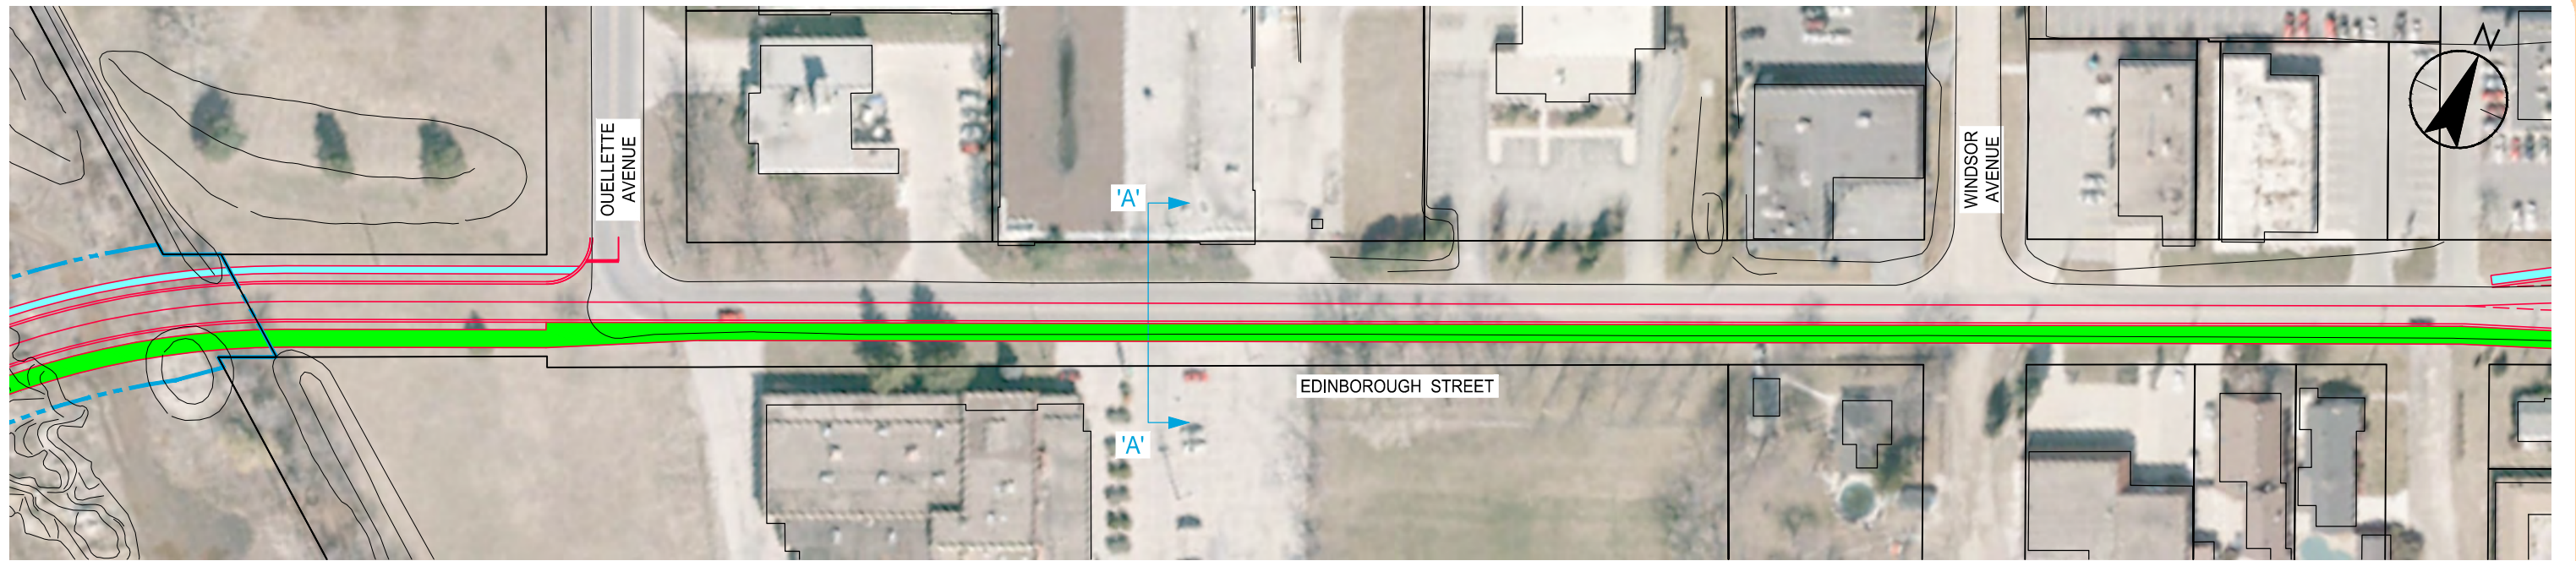 OUELLETTE
AVENUE
'A'
'A'
EDINBOROUGH STREET
WINDSOR
AVENUE
N